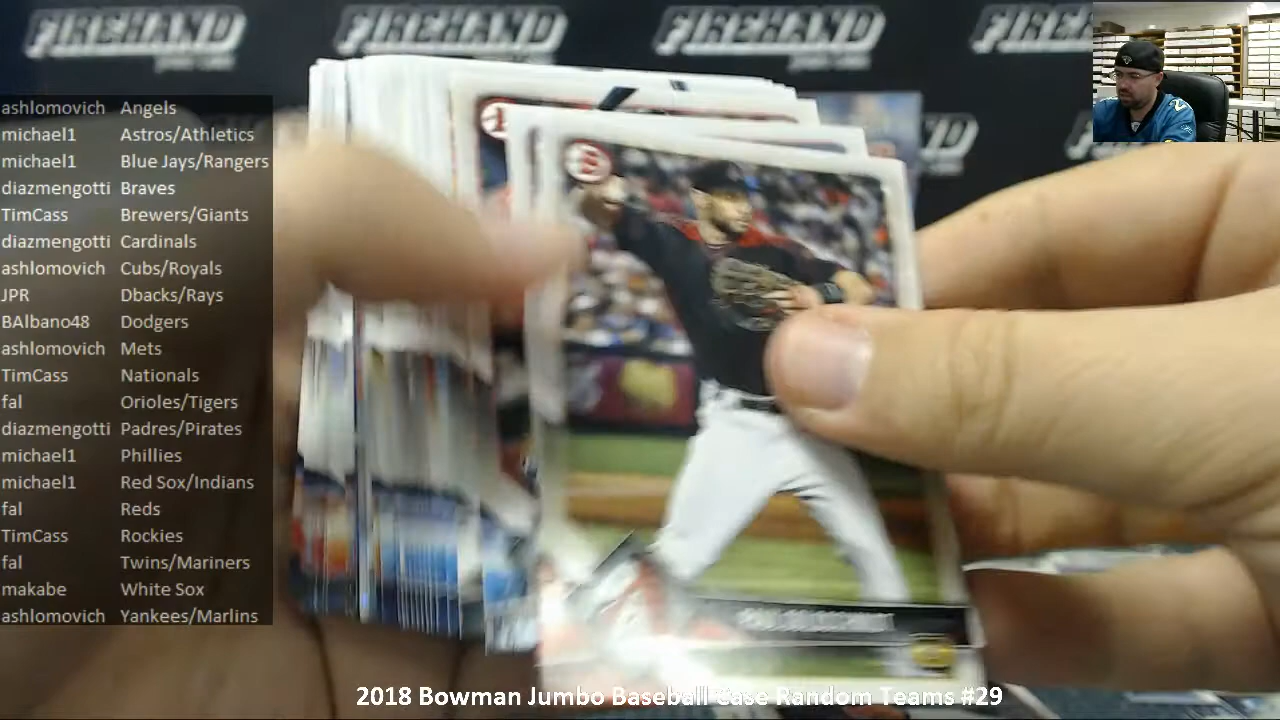 FIREHAND
FIREHAND
FIREHAND
FIRE
ashlomovich Angels
michael1 Astros/Athletics
michael1 Blue Jays/Rangers
diazmengotti Braves
TimCass Brewers/Giants
diazmengotti Cardinals
ashlomovich Cubs/Royals
JPR Dbacks/Rays
BAlbano48 Dodgers
ashlomovich Mets
TimCass Nationals
fal Orioles/Tigers
diazmengotti Padres/Pirates
michael1 Phillies
michael1 Red Sox/Indians
fal Reds
TimCass Rockies
fal Twins/Mariners
makabe White Sox
ashlomovich Yankees/Marlins
2018 Bowman Jumbo Baseball Case Random Teams #29